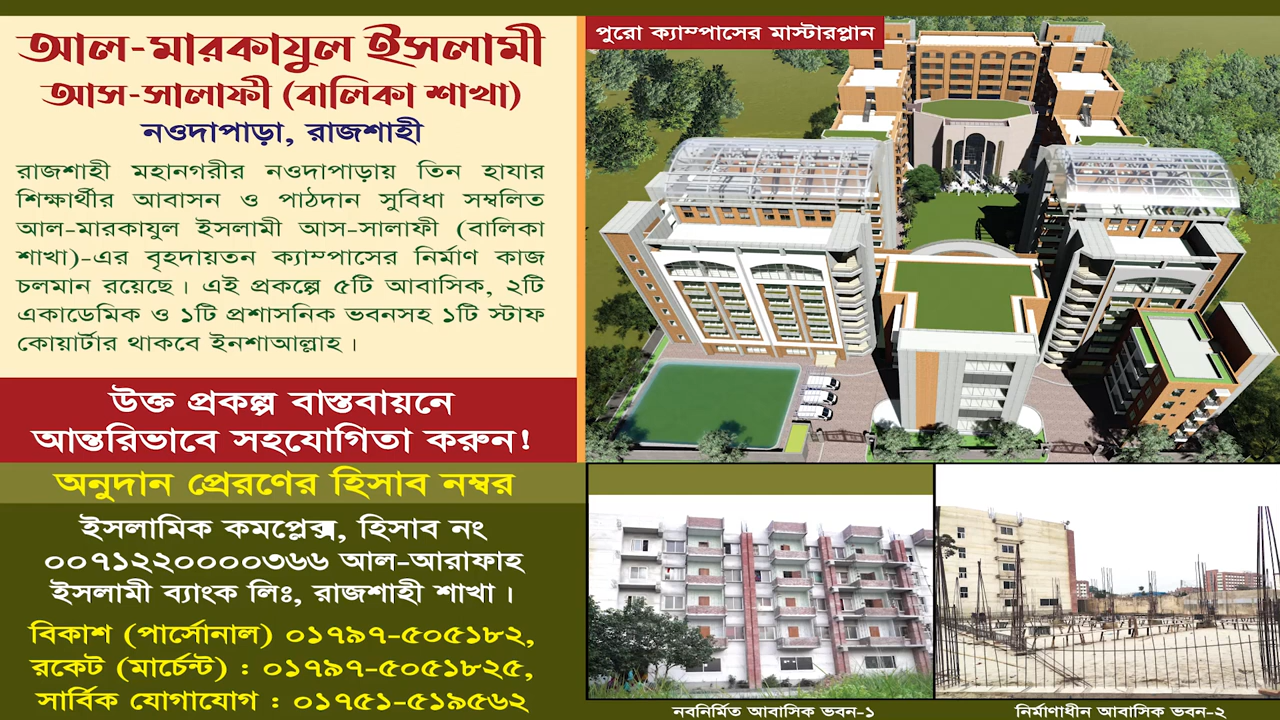 আল-মারকাযুল ইসলামী
আস-সালাফী (বালিকা শাখা)
নওদাপাড়া, রাজশাহী
রাজশাহী মহানগরীর নওদাপাড়ায় তিন হাযার
শিক্ষার্থীর আবাসন ও পাঠদান সুবিধা সম্বলিত
আল-মারকাযুল ইসলামী আস-সালাফী (বালিকা
শাখা)-এর বৃহদায়তন ক্যাম্পাসের নির্মাণ কাজ
চলমান রয়েছে। এই প্রকল্পে ৫টি আবাসিক, ২টি
একাডেমিক ও ১টি প্রশাসনিক ভবনসহ ১টি স্টাফ
কোয়ার্টার থাকবে ইনশাআল্লাহ।
উক্ত প্রকল্প বাস্তবায়নে
আন্তরিভাবে সহযোগিতা করুন!
অনুদান প্রেরণের হিসাব নম্বর
ইসলামিক কমপ্লেক্স, হিসাব নং
০০৭১২২০০০০৩৬৬ আল-আরাফাহ
ইসলামী ব্যাংক লিঃ, রাজশাহী শাখা।
বিকাশ (পার্সোনাল) ০১৭৯৭-৫০৫১৮২,
রকেট (মার্চেন্ট) : ০১৭৯৭-৫০৫১৮২৫,
সার্বিক যোগাযোগ : ০১৭৫১-৫১৯৫৬২
পুরো ক্যাম্পাসের মাস্টারপ্লান
নবনির্মিত আবাসিক ভবন-১
নির্মাণাধীন আবাসিক ভবন-২